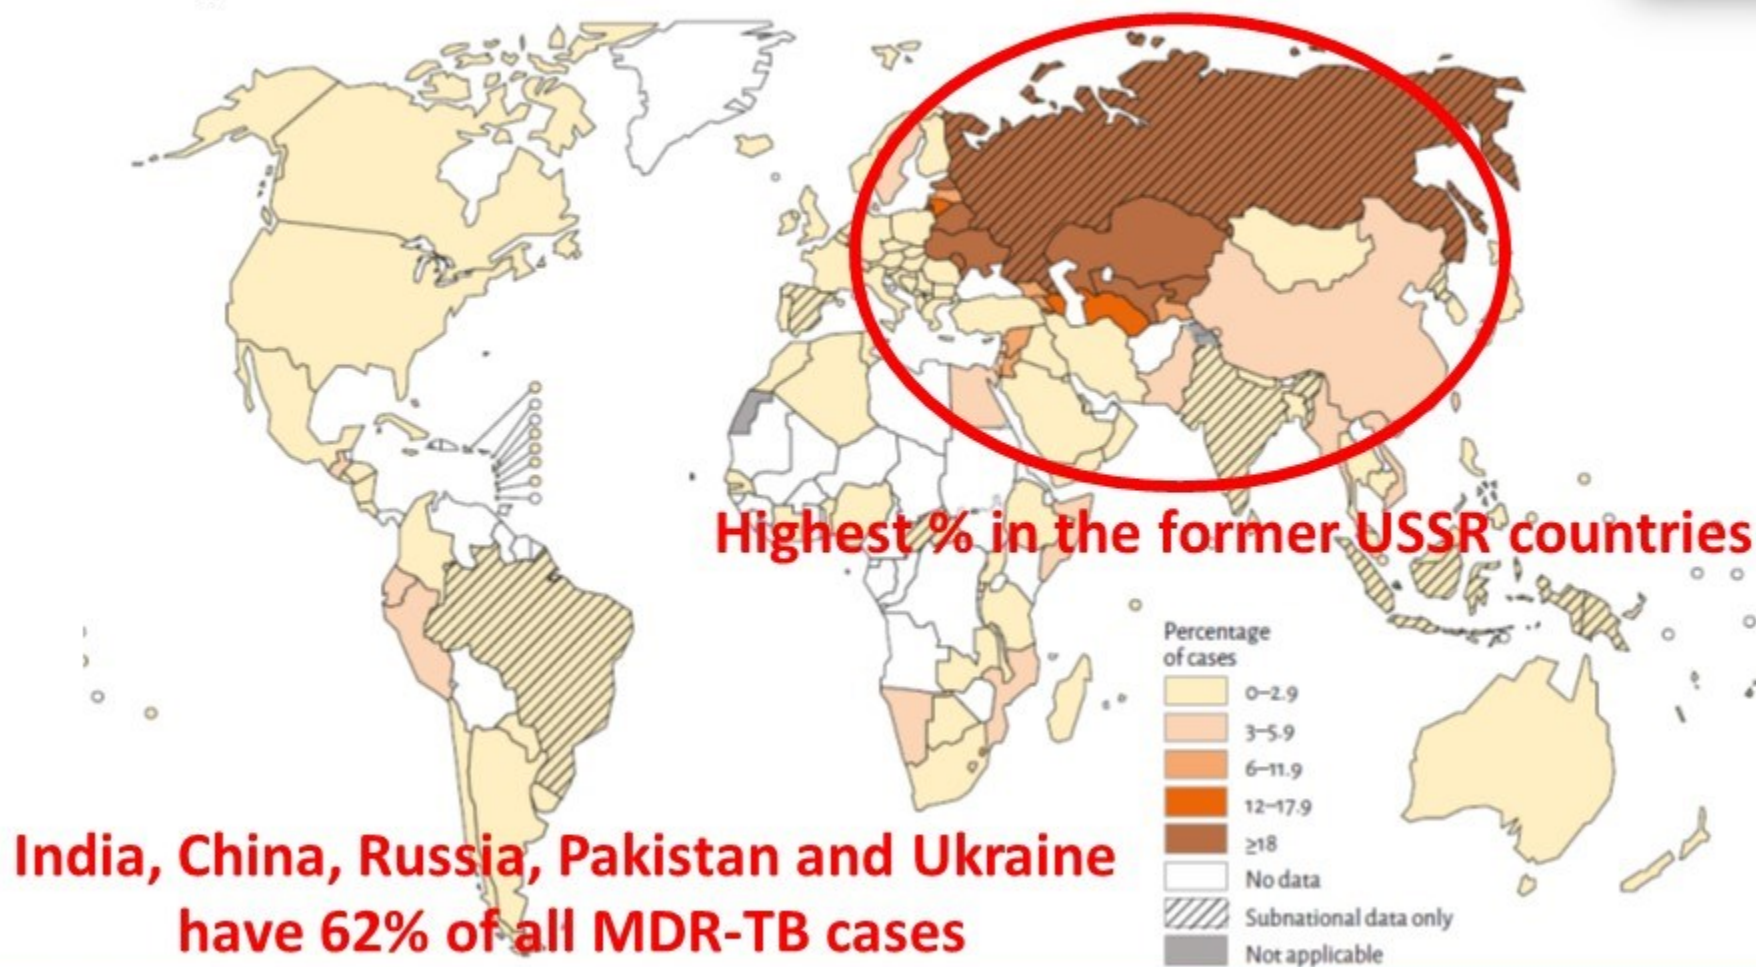 Highest % in the former USSR countries
Percentage
of cases
0–2.9
3–5.9
6–11.9
12–17.9
≥18
No data
Subnational data only
Not applicable
India, China, Russia, Pakistan and Ukraine
have 62% of all MDR-TB cases